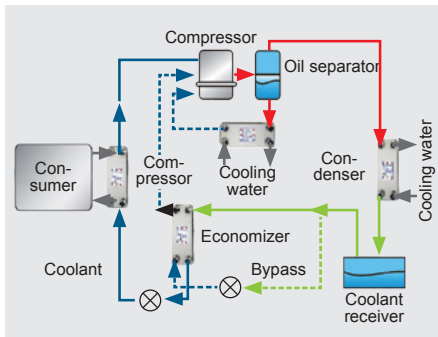 Compressor
Oil separator
Con-
sumer
Com-
pressor
Cooling
water
Con-
denser
Cooling water
Economizer
Coolant
Bypass
Coolant
receiver